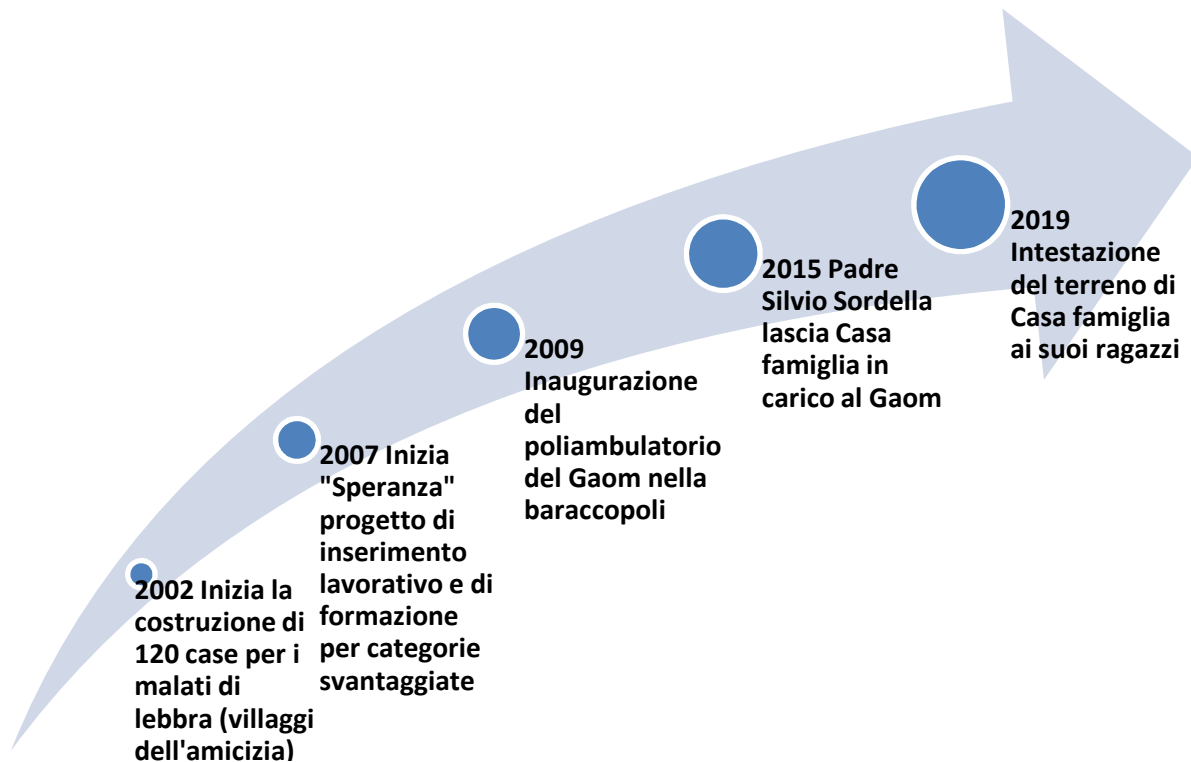 2002 Inizia la
costruzione di
120 case per i
malati di
lebbra (villaggi
dell'amicizia)
2007 Inizia
"Speranza"
progetto di
inserimento
lavorativo e di
formazione
per categorie
svantaggiate
2009
Inaugurazione
del
poliambulatorio
del Gaom nella
baraccopoli
2015 Padre
Silvio Sordella
lascia Casa
famiglia in
carico al Gaom
2019
Intestazione
del terreno di
Casa famiglia
ai suoi ragazzi